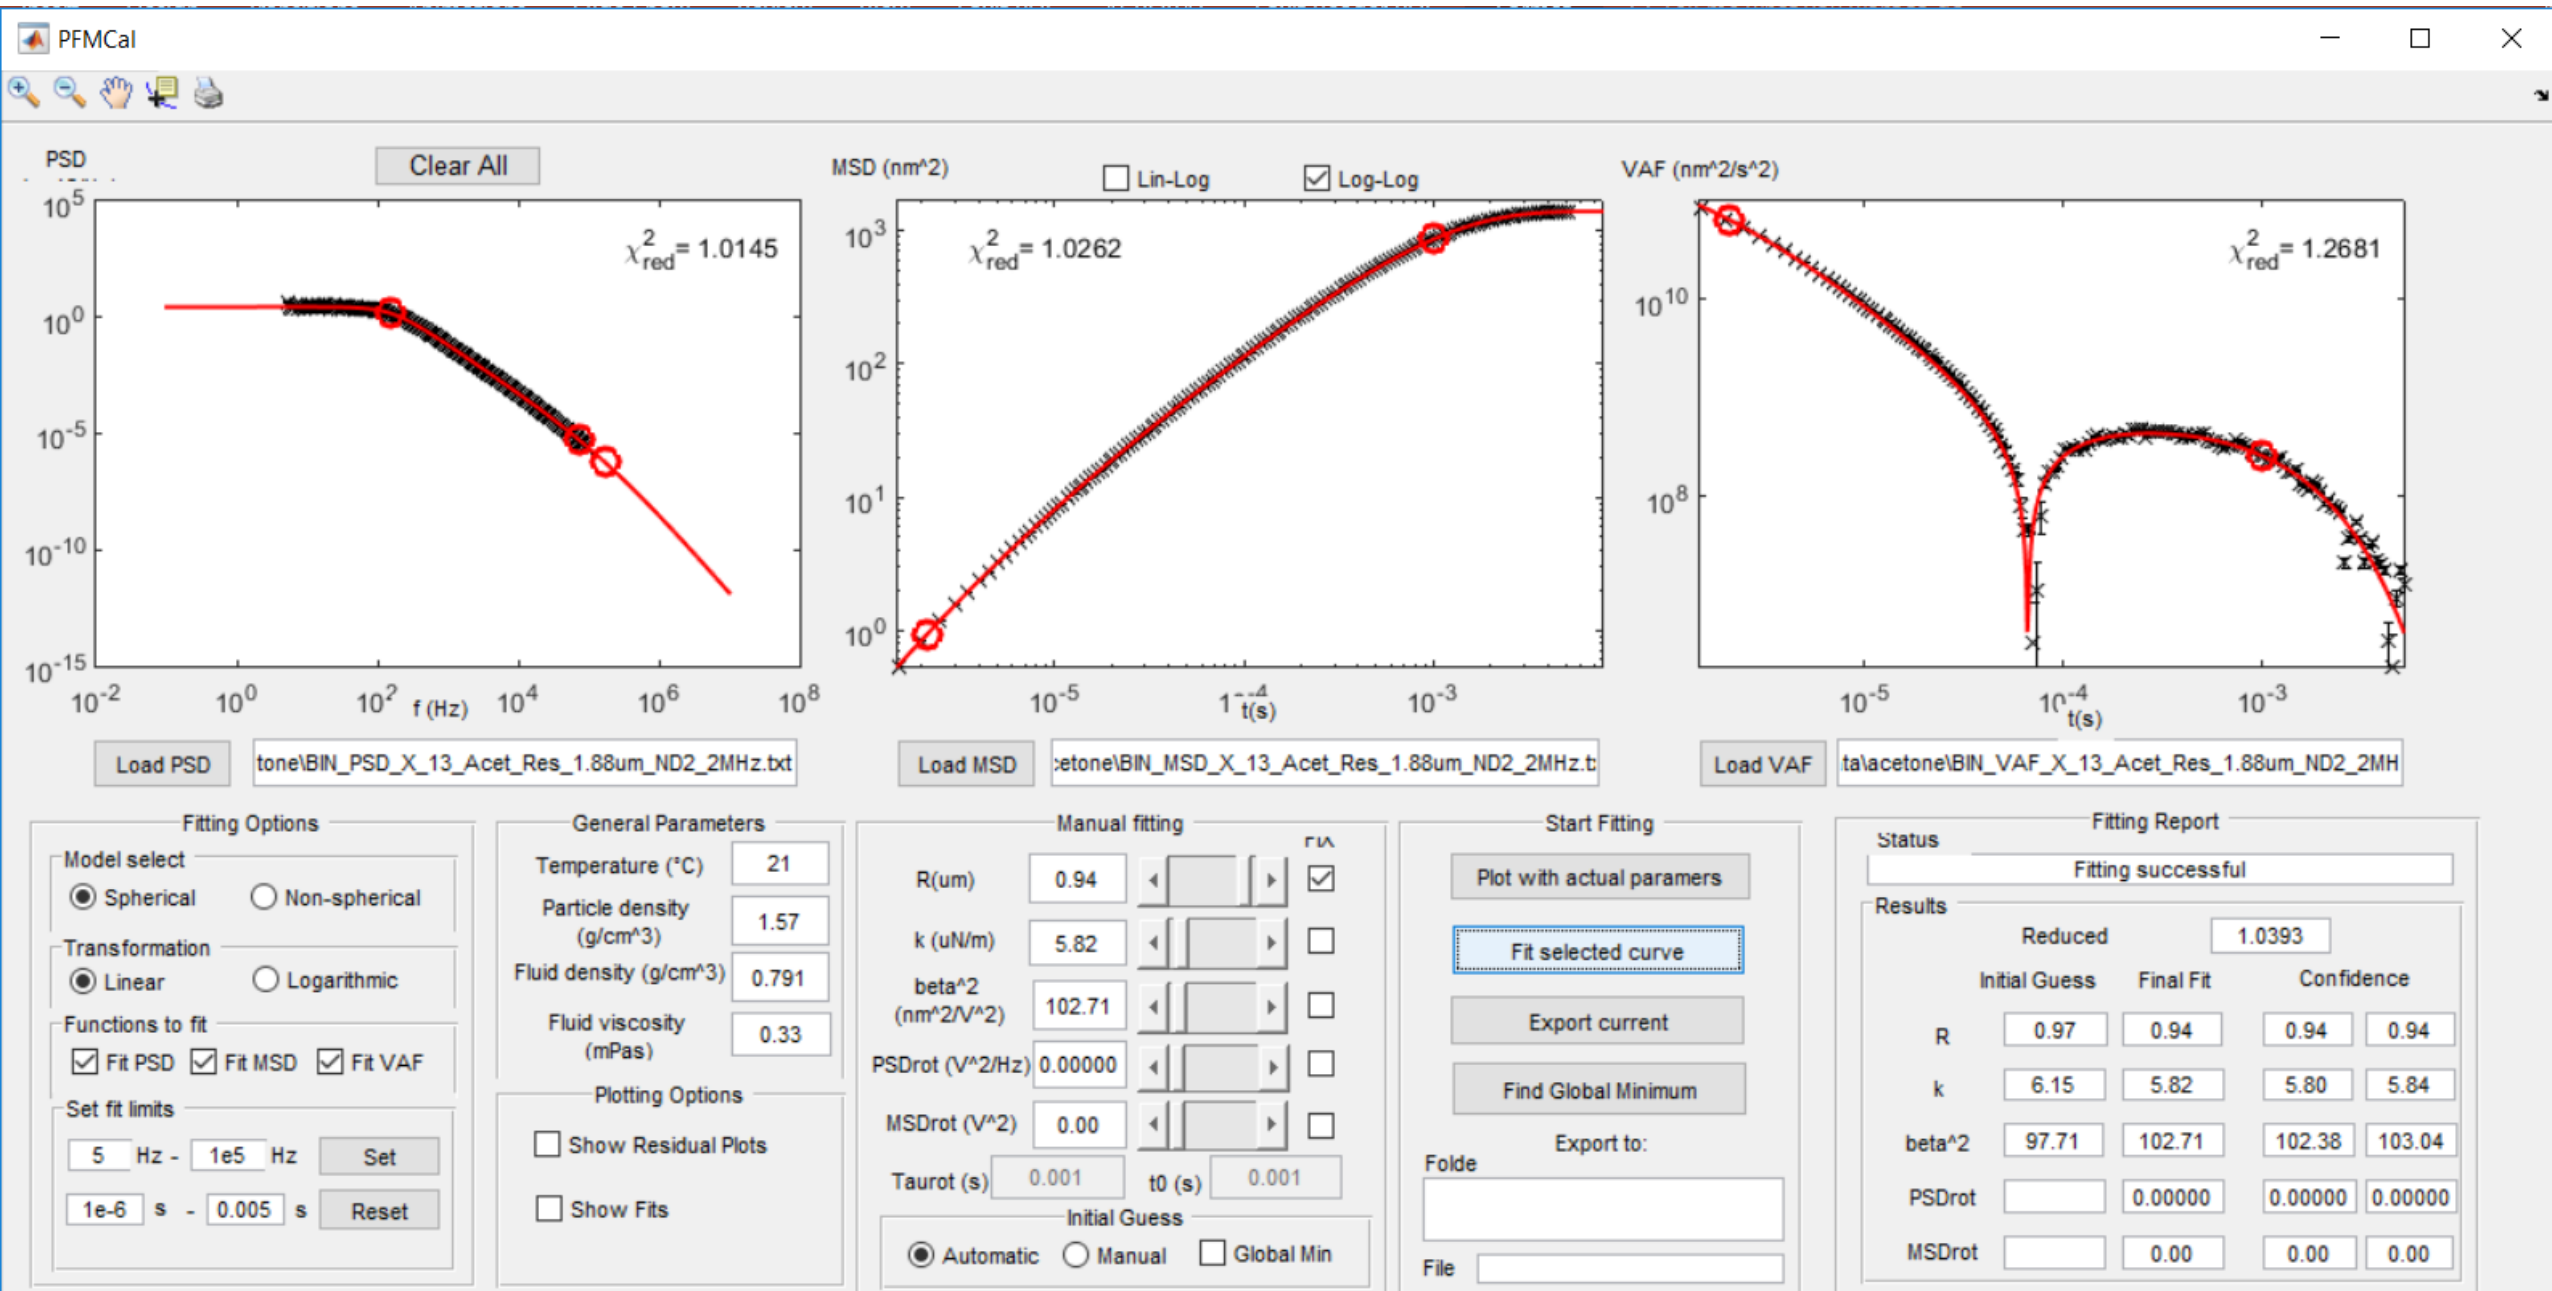 PFMCal
PSD
Clear All
MSD (nm^2)
Lin-Log
Log-Log
VAF (nm^2/s^2)
10^5
10^0
10^-5
10^-10
10^-15
χ²red = 1.0145
10^-2
10^0
10^2
f (Hz)
10^4
10^6
10^8
10^3
10^2
10^1
10^0
χ²red = 1.0262
10^-5
t(s)
10^-3
10^10
10^8
χ²red = 1.2681
10^-5
t(s)
10^-3
Load PSD
tone\BIN_PSD_X_13_Acet_Res_1.88um_ND2_2MHz.txt
Load MSD
cetone\BIN_MSD_X_13_Acet_Res_1.88um_ND2_2MHz.t
Load VAF
ta\acetone\BIN_VAF_X_13_Acet_Res_1.88um_ND2_2MH
Fitting Options
Model select
Spherical
Non-spherical
Transformation
Linear
Logarithmic
Functions to fit
Fit PSD
Fit MSD
Fit VAF
Set fit limits
5 Hz - 1e5 Hz
Set
1e-6 s - 0.005 s
Reset
General Parameters
Temperature (°C)
21
Particle density
(g/cm^3)
1.57
Fluid density (g/cm^3)
0.791
Fluid viscosity
(mPas)
0.33
Plotting Options
Show Residual Plots
Show Fits
Manual fitting
R(um)
0.94
k (uN/m)
5.82
beta^2
(nm^2/V^2)
102.71
PSDrot (V^2/Hz)
0.00000
MSDrot (V^2)
0.00
Taurot (s)
0.001
t0 (s)
0.001
Initial Guess
Automatic
Manual
Global Min
Start Fitting
Plot with actual paramers
Fit selected curve
Export current
Find Global Minimum
Export to:
Folde
File
Fitting Report
Status
Fitting successful
Results
Reduced
1.0393
Initial Guess Final Fit Confidence
R 0.97 0.94 0.94 0.94
k 6.15 5.82 5.80 5.84
beta^2 97.71 102.71 102.38 103.04
PSDrot 0.00000 0.00000 0.00000
MSDrot 0.00 0.00 0.00